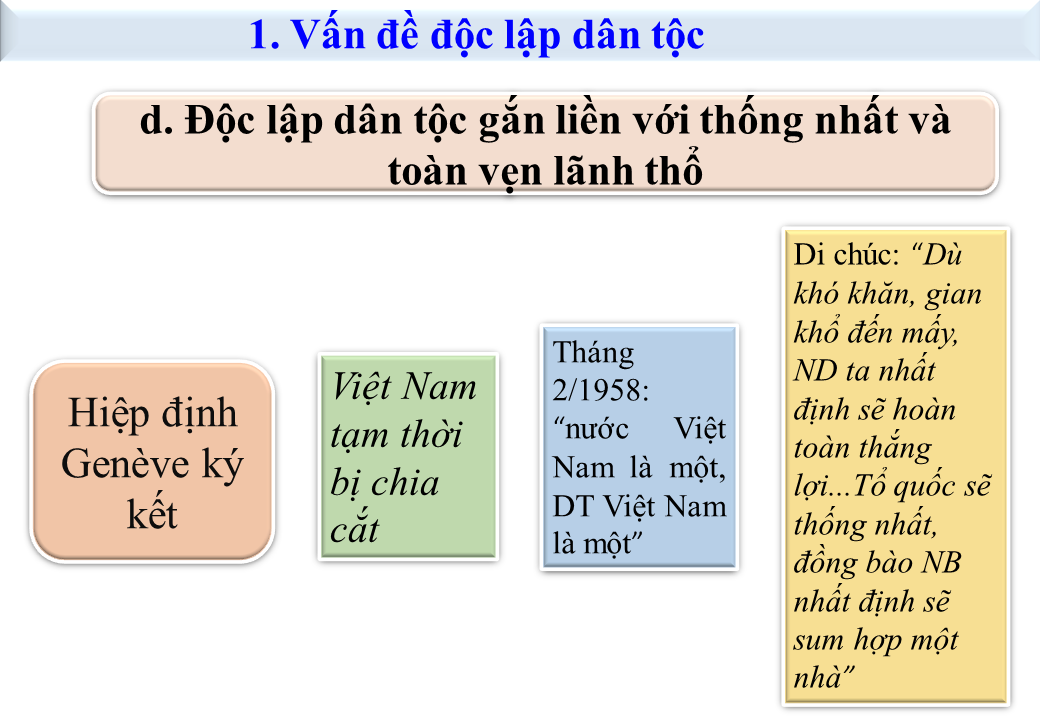 1. Vấn đề độc lập dân tộc
d. Độc lập dân tộc gắn liền với thống nhất và
toàn vẹn lãnh thổ
Hiệp định
Genève ký
kết
Việt Nam
tạm thời
bị chia
cắt
Tháng
2/1958:
“nước Việt
Nam là một,
DT Việt Nam
là một”
Di chúc: “Dù
khó khăn, gian
khổ đến mấy,
ND ta nhất
định sẽ hoàn
toàn thắng
lợi...Tổ quốc sẽ
thống nhất,
đồng bào NB
nhất định sẽ
sum hợp một
nhà”